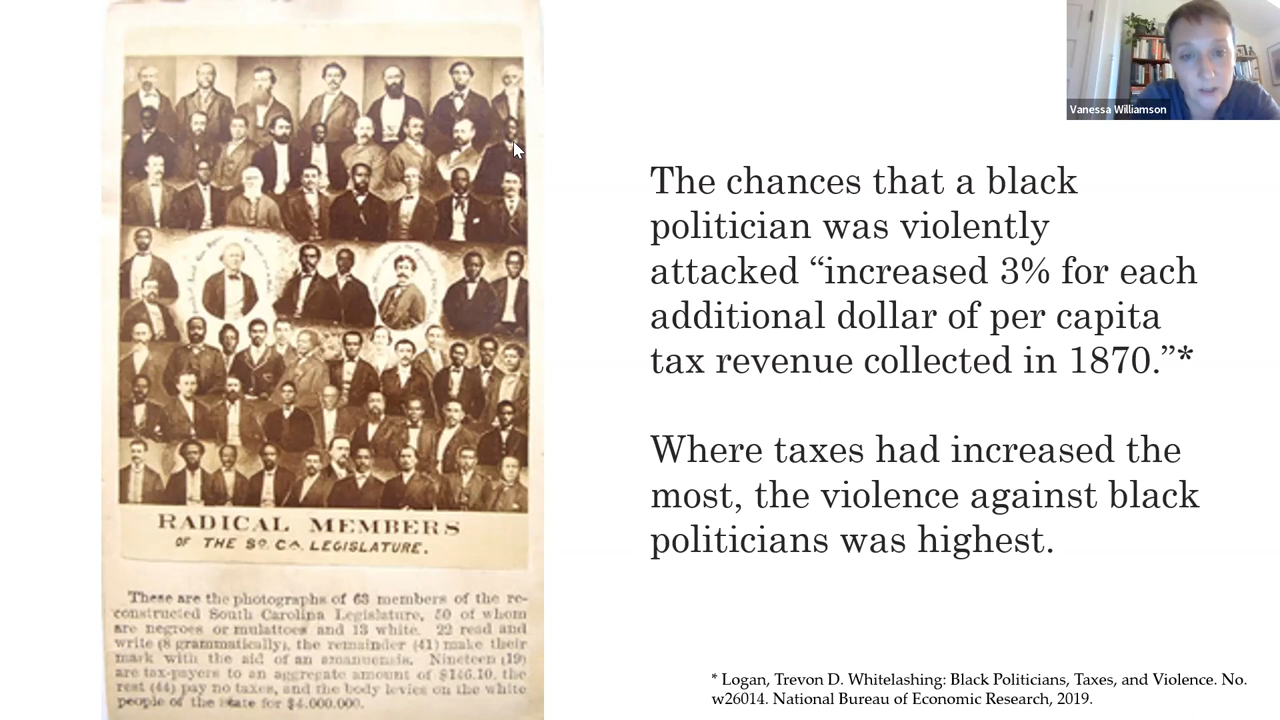 Vanessa Williamson
The chances that a black
politician was violently
attacked “increased 3% for each
additional dollar of per capita
tax revenue collected in 1870.”*
Where taxes had increased the
most, the violence against black
politicians was highest.
RADICAL MEMBERS
OF THE SO. CA. LEGISLATURE.
These are the photographs of 63 members of the re-
constructed South Carolina Legislature, 50 of whom
are negroes or mulattoes and 13 white. 22 read and
write (8 grammatically), the remainder (41) make their
mark with the aid of an amanuensis. Nineteen (19)
are tax-payers to an aggregate amount of $146.10, the
rest (44) pay no taxes, and the body levies on the white
people of the state for $4,000,000.
* Logan, Trevon D. Whitelashing: Black Politicians, Taxes, and Violence. No.
w26014. National Bureau of Economic Research, 2019.